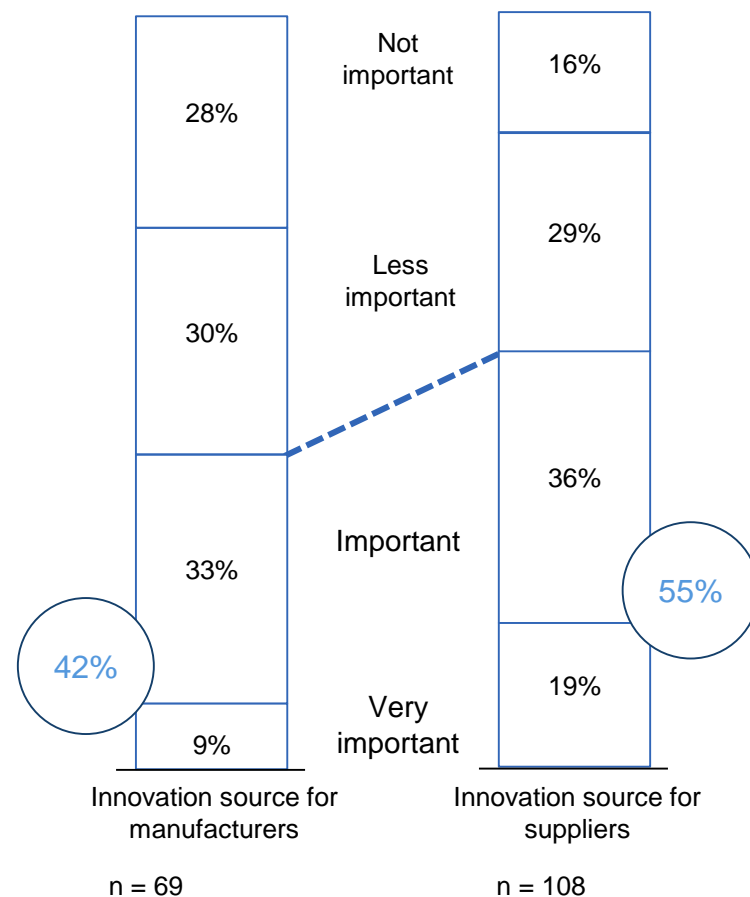 Not
important
28%
16%
29%
Less
important
30%
36%
Important
33%
55%
42%
19%
Very
important
9%
Innovation source for
manufacturers
Innovation source for
suppliers
n = 69
n = 108